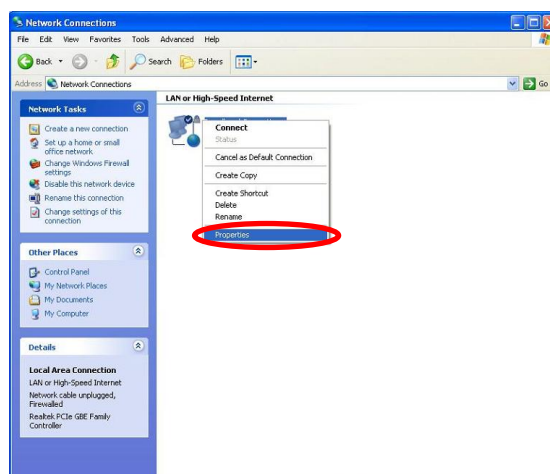 Network Connections
File Edit View Favorites Tools Advanced Help
Back Search Folders
Address Network Connections Go
Network Tasks
Create a new connection
Set up a home or small
office network
Change Windows Firewall
settings
Disable this network device
Rename this connection
Change settings of this
connection
Other Places
Control Panel
My Network Places
My Documents
My Computer
Details
Local Area Connection
LAN or High-Speed Internet
Network cable unplugged,
Firewalled
Realtek PCIe GBE Family
Controller
LAN or High-Speed Internet
Connect
Status
Cancel as Default Connection
Create Copy
Create Shortcut
Delete
Rename
Properties